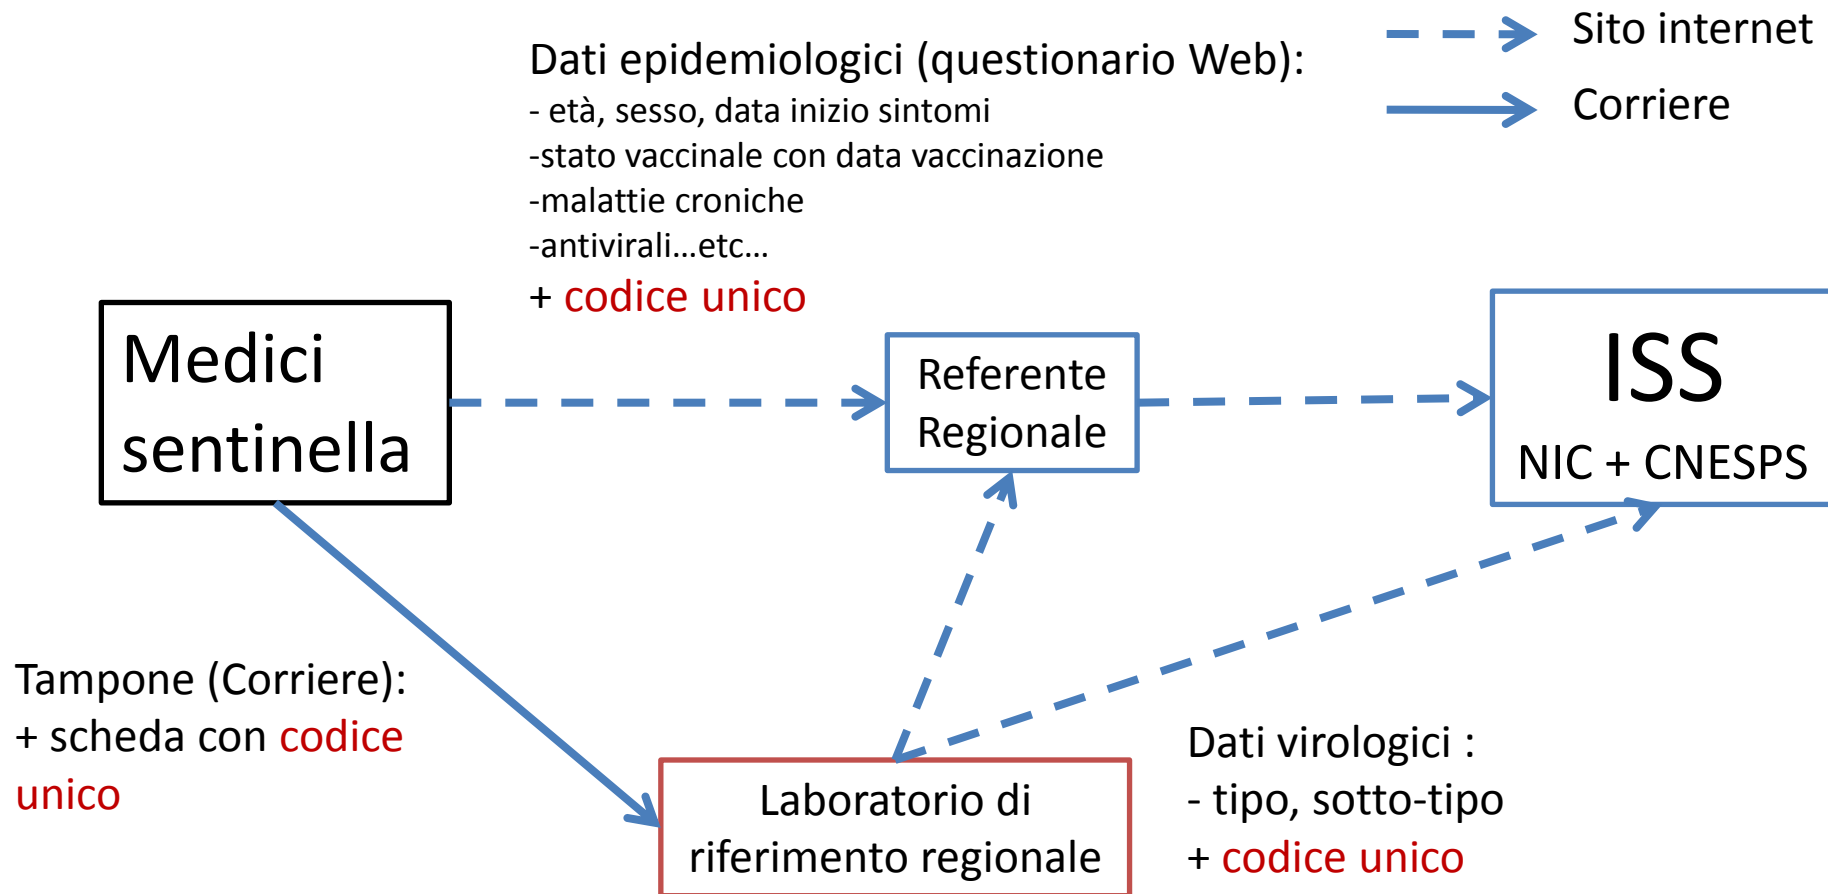 Sito internet
Corriere
Dati epidemiologici (questionario Web):
- età, sesso, data inizio sintomi
-stato vaccinale con data vaccinazione
-malattie croniche
-antivirali...etc...
+ codice unico
Medici
sentinella
Referente
Regionale
ISS
NIC + CNESPS
Tampone (Corriere):
+ scheda con codice
unico
Laboratorio di
riferimento regionale
Dati virologici :
- tipo, sotto-tipo
+ codice unico